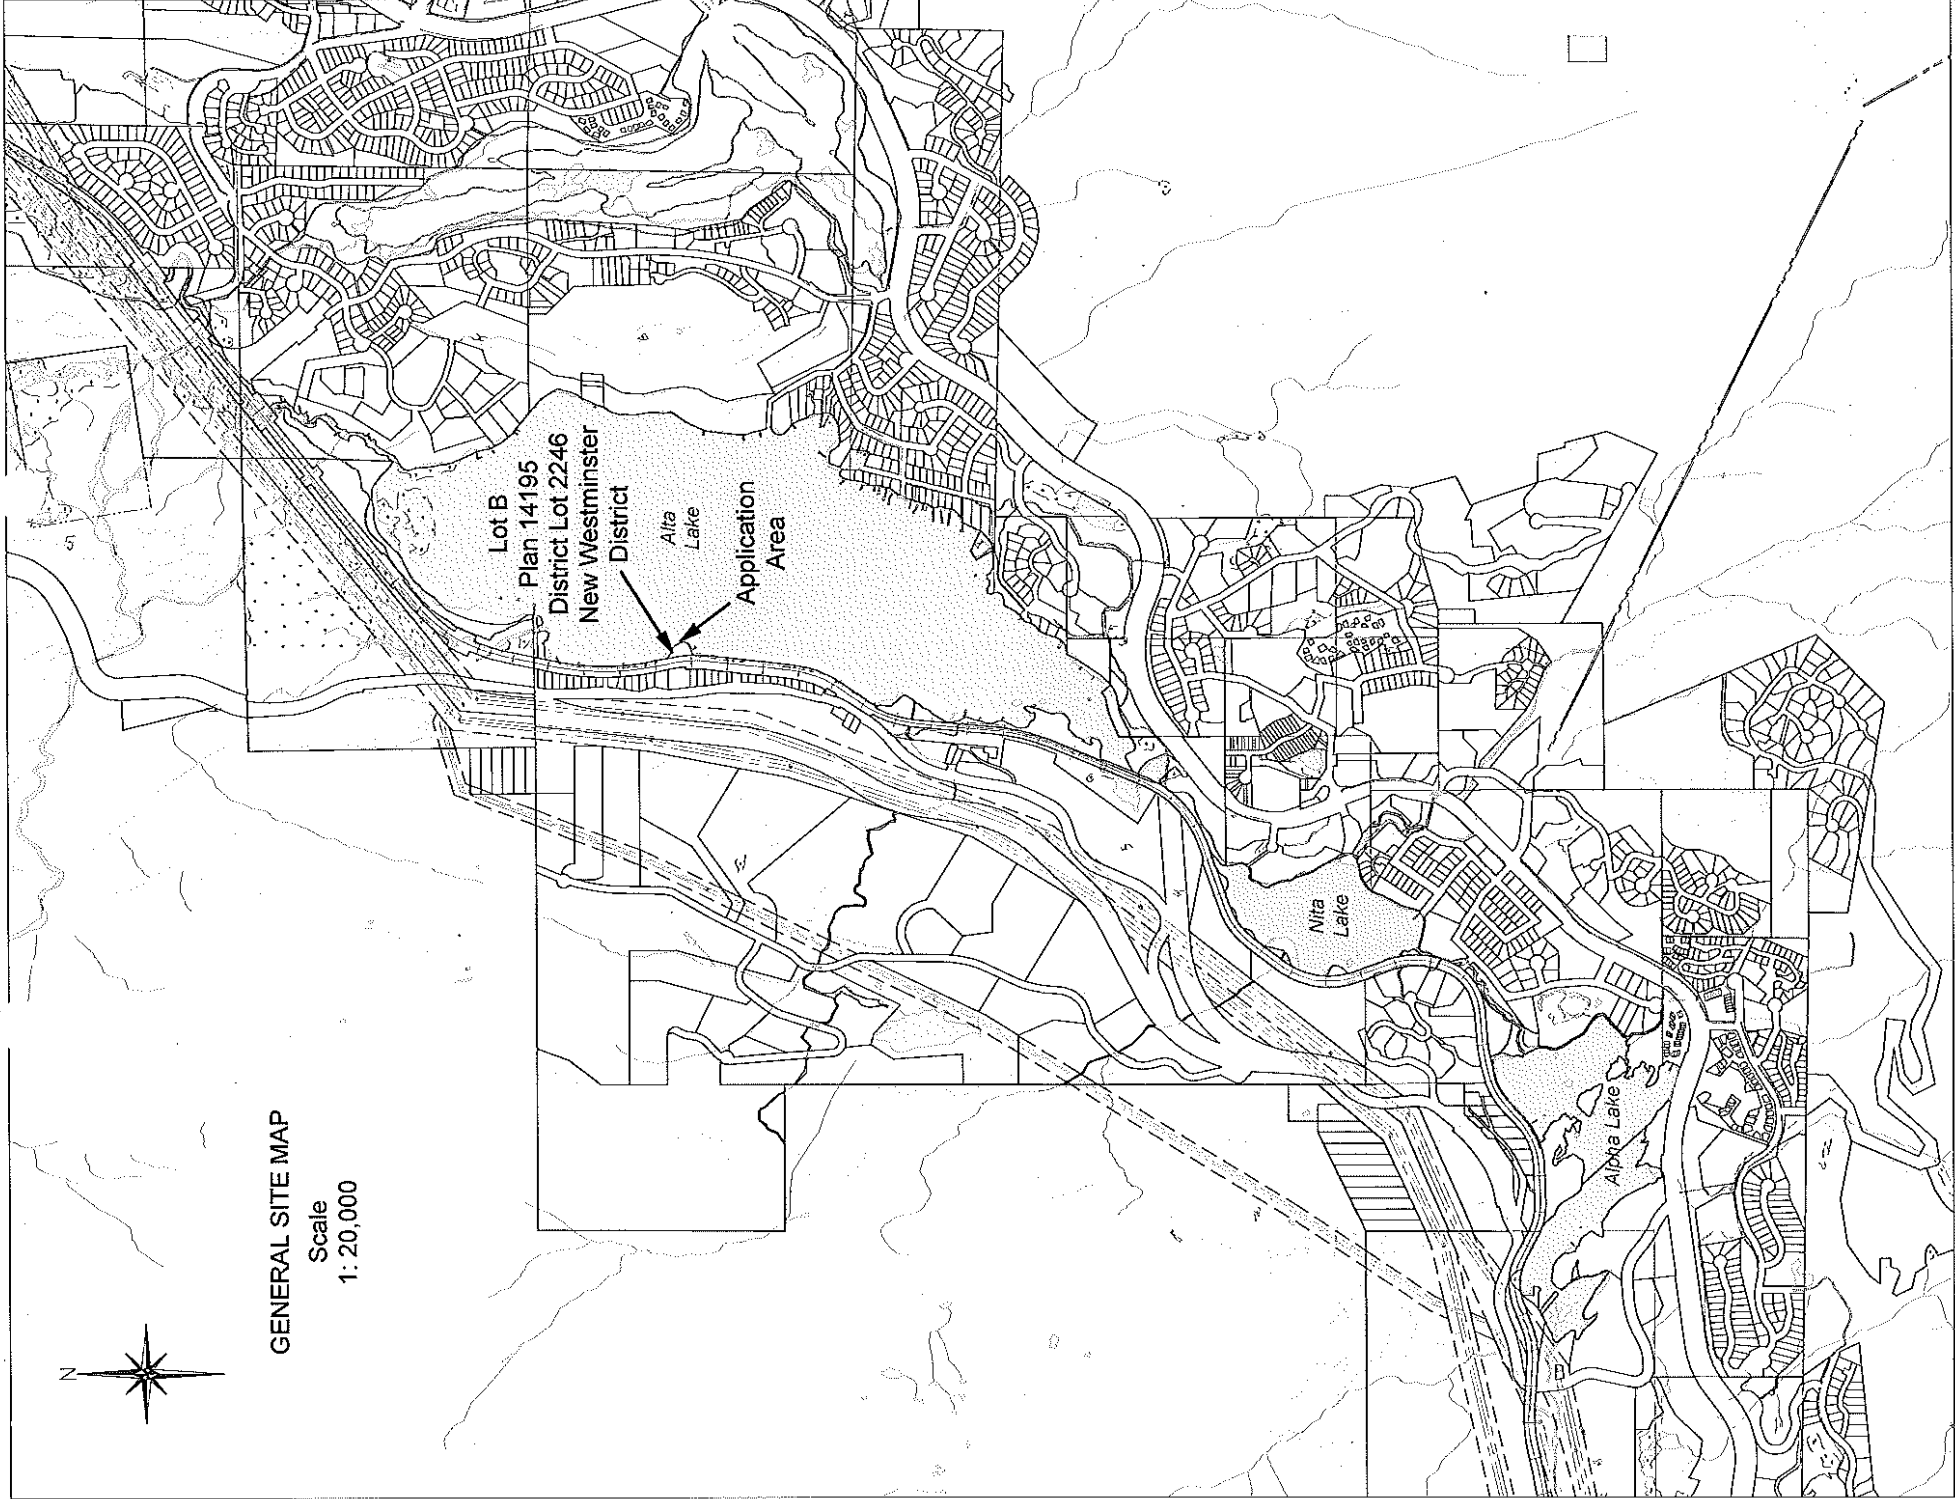 GENERAL SITE MAP
Scale
1: 20,000
N
Lot B
Plan 14195
District Lot 2246
New Westminster
District
Alta
Lake
Application
Area
Nita
Lake
Alpha Lake